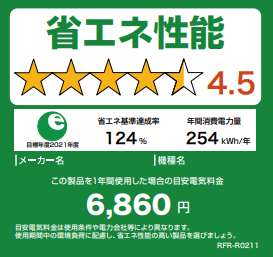 省エネ性能
4.5
目標年度2021年度
省エネ基準達成率
124%
年間消費電力量
254kWh/年
メーカー名
機種名
この製品を1年間使用した場合の目安電気料金
6,860円
目安電気料金は使用条件や電力会社等により異なります。
使用期間中の環境負荷に配慮し、省エネ性能の高い製品を選びましょう。
RFR-R0211